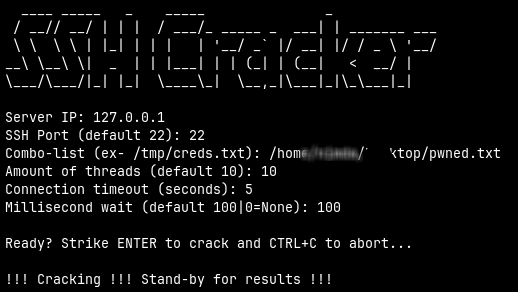 SSH Cracker
Server IP: 127.0.0.1
SSH Port (default 22): 22
Combo-list (ex- /tmp/creds.txt): /home/ ktop/pwned.txt
Amount of threads (default 10): 10
Connection timeout (seconds): 5
Millisecond wait (default 100|0=None): 100
Ready? Strike ENTER to crack and CTRL+C to abort...
!!! Cracking !!! Stand-by for results !!!